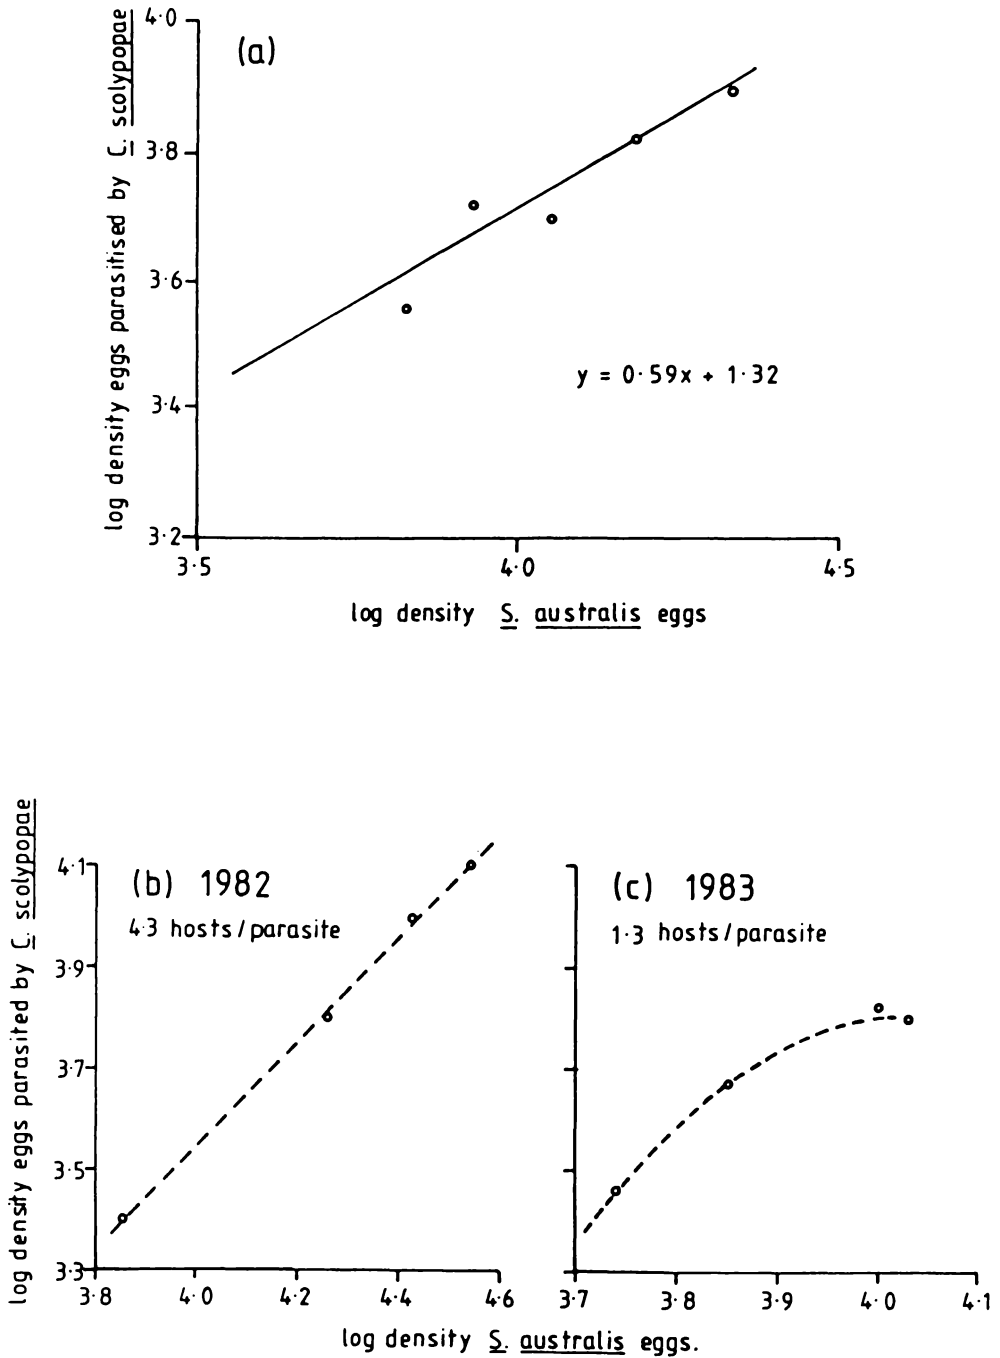 log density eggs parasitised by C. scolypopae
(a)
4·0
3·8
3·6
3·4
3·2
y = 0·59x + 1·32
3·5 4·0 4·5
log density S. australis eggs
log density eggs parasited by C. scolypopae
(b) 1982
4·3 hosts/parasite
4·1
3·9
3·7
3·5
3·3
3·8 4·0 4·2 4·4 4·6
(c) 1983
1·3 hosts/parasite
3·7 3·8 3·9 4·0 4·1
log density S. australis eggs.